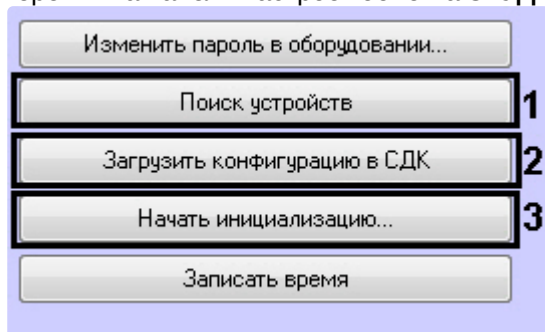 Изменить пароль в оборудовании...
Поиск устройств 1
Загрузить конфигурацию в СДК 2
Начать инициализацию... 3
Записать время